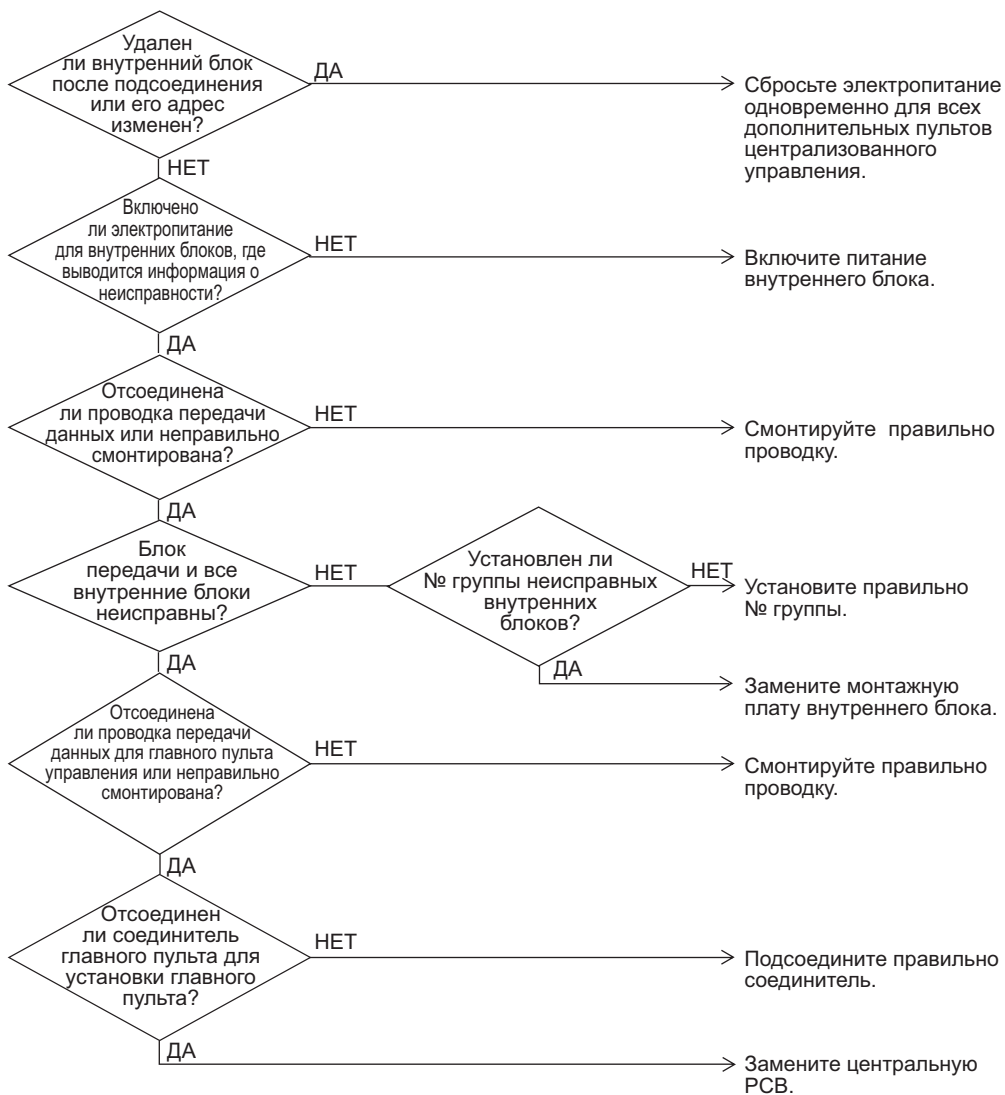 Удален
ли внутренний блок
после подсоединения
или его адрес
изменен?
ДА
Сбросьте электропитание
одновременно для всех
дополнительных пультов
централизованного
управления.
НЕТ
Включено
ли электропитание
для внутренних блоков, где
выводится информация о
неисправности?
НЕТ
Включите питание
внутреннего блока.
ДА
Отсоединена
ли проводка передачи
данных или неправильно
смонтирована?
НЕТ
Смонтируйте правильно
проводку.
ДА
Блок
передачи и все
внутренние блоки
неисправны?
НЕТ
Установлен ли
№ группы неисправных
внутренних
блоков?
НЕТ
Установите правильно
№ группы.
ДА
Замените монтажную
плату внутреннего блока.
ДА
Отсоединена
ли проводка передачи
данных для главного пульта
управления или неправильно
смонтирована?
НЕТ
Смонтируйте правильно
проводку.
ДА
Отсоединен
ли соединитель
главного пульта для
установки главного
пульта?
НЕТ
Подсоедините правильно
соединитель.
ДА
Замените центральную
PCB.